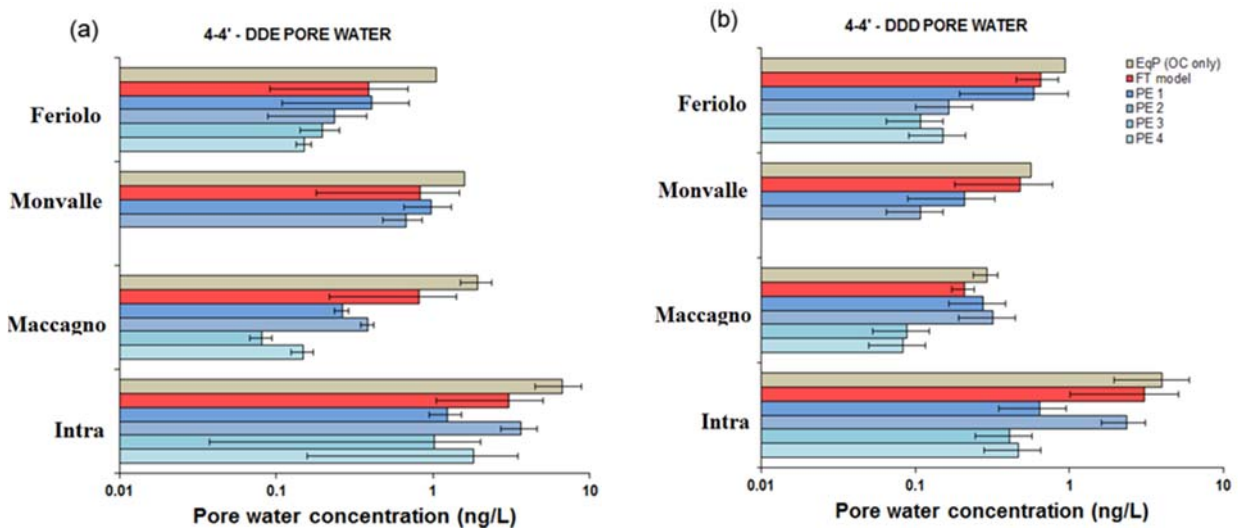 (a)
4-4' - DDE PORE WATER
Feriolo
Monvalle
Maccagno
Intra
0.01 0.1 1 10
Pore water concentration (ng/L)
(b)
4-4' - DDD PORE WATER
EqP (OC only)
FT model
PE 1
PE 2
PE 3
PE 4
Feriolo
Monvalle
Maccagno
Intra
0.01 0.1 1 10
Pore water concentration (ng/L)